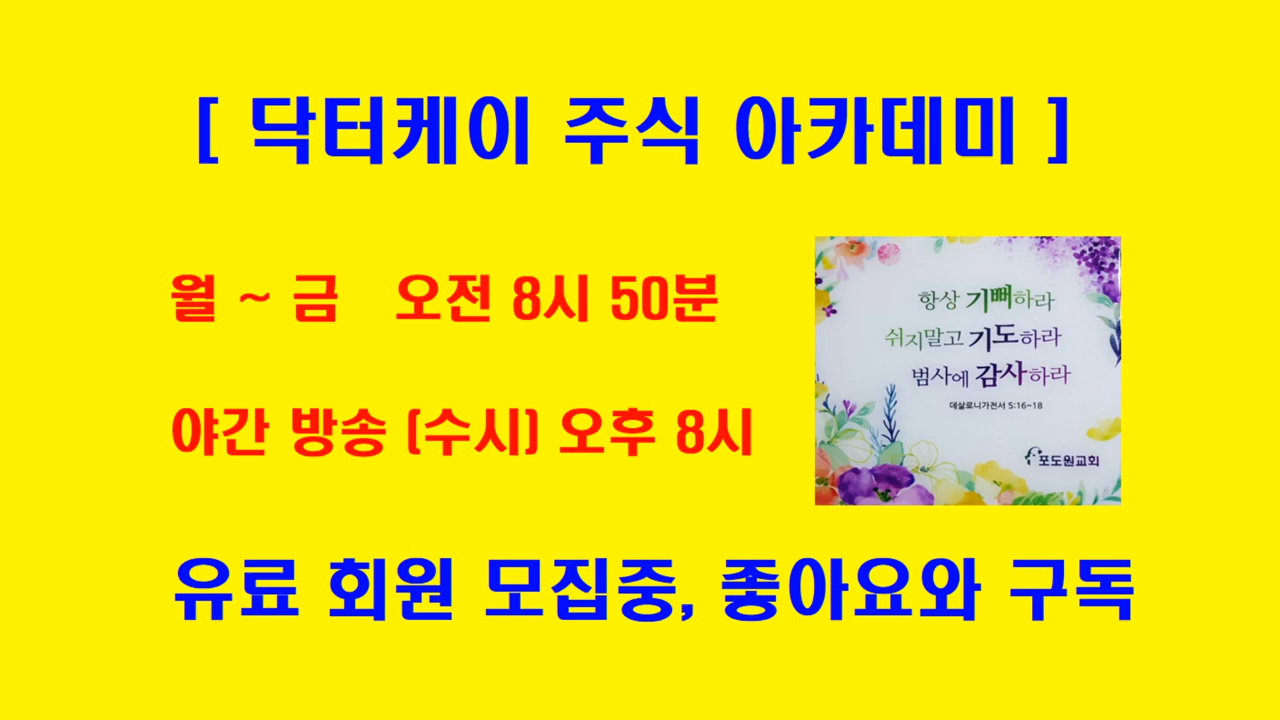 [ 닥터케이 주식 아카데미 ]
월 ~ 금 오전 8시 50분
야간 방송 (수시) 오후 8시
항상 기뻐하라
쉬지말고 기도하라
범사에 감사하라
데살로니가전서 5:16~18
포도원교회
유료 회원 모집중, 좋아요와 구독